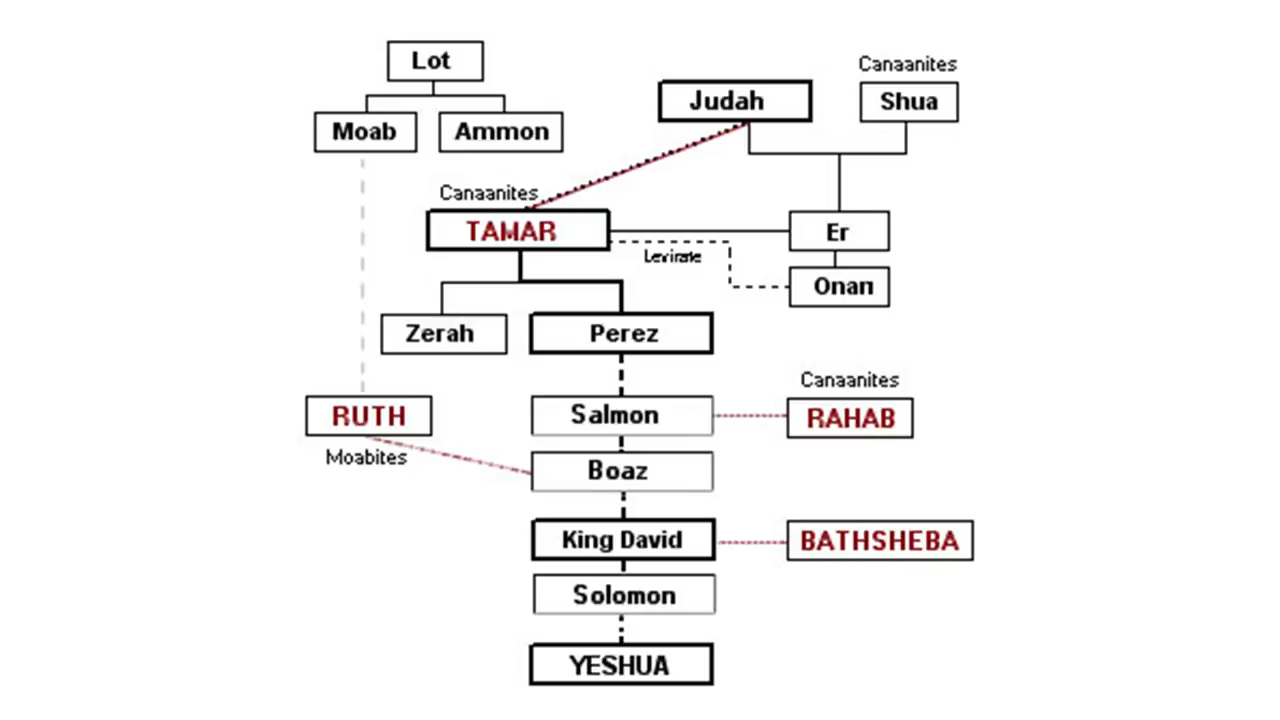 Lot
Canaanites
Judah
Shua
Moab
Ammon
Canaanites
TAMAR
Er
Levirate
Onan
Zerah
Perez
Canaanites
RUTH
Salmon
RAHAB
Moabites
Boaz
King David
BATHSHEBA
Solomon
YESHUA